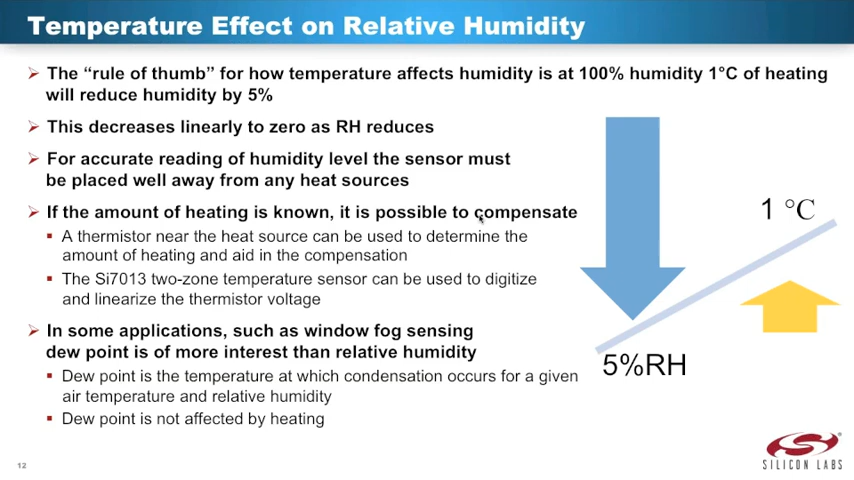 Temperature Effect on Relative Humidity
➢ The “rule of thumb” for how temperature affects humidity is at 100% humidity 1°C of heating
will reduce humidity by 5%
➢ This decreases linearly to zero as RH reduces
➢ For accurate reading of humidity level the sensor must
be placed well away from any heat sources
➢ If the amount of heating is known, it is possible to compensate
▪ A thermistor near the heat source can be used to determine the
amount of heating and aid in the compensation
▪ The Si7013 two-zone temperature sensor can be used to digitize
and linearize the thermistor voltage
➢ In some applications, such as window fog sensing
dew point is of more interest than relative humidity
▪ Dew point is the temperature at which condensation occurs for a given
air temperature and relative humidity
▪ Dew point is not affected by heating
1 °C
5%RH
12
SILICON LABS